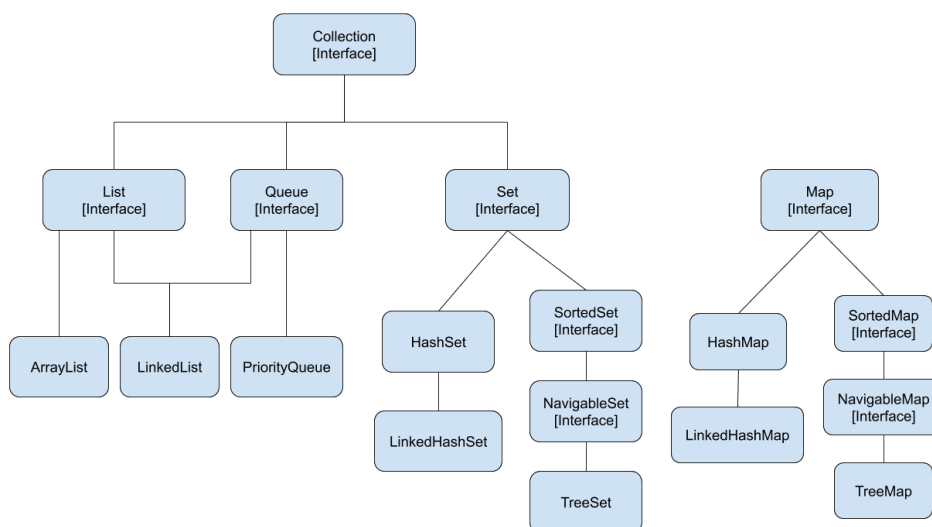 Collection
[Interface]
List
[Interface]
Queue
[Interface]
Set
[Interface]
Map
[Interface]
ArrayList
LinkedList
PriorityQueue
HashSet
SortedSet
[Interface]
HashMap
SortedMap
[Interface]
LinkedHashSet
NavigableSet
[Interface]
LinkedHashMap
NavigableMap
[Interface]
TreeSet
TreeMap